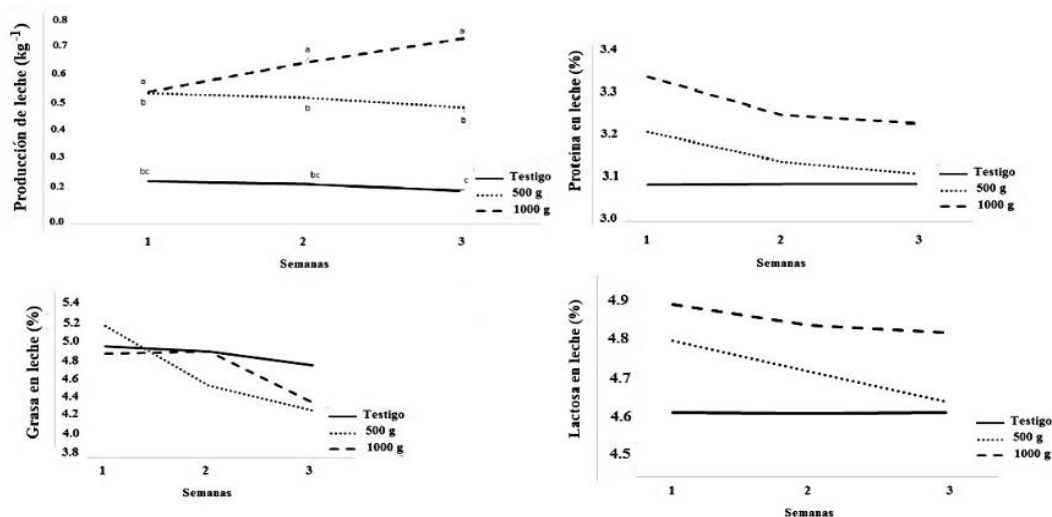 Producción de leche (kg⁻¹)
0.8
0.7
0.6
0.5
0.4
0.3
0.2
0.0
a
a
a
b
b
b
bc
bc
c
Testigo
500 g
1000 g
1 2 3
Semanas
Proteína en leche (%)
3.4
3.3
3.2
3.1
3.0
Testigo
500 g
1000 g
1 2 3
Semanas
Grasa en leche (%)
5.4
5.2
5.0
4.8
4.6
4.4
4.2
4.0
3.8
Testigo
500 g
1000 g
1 2 3
Semanas
Lactosa en leche (%)
4.9
4.8
4.7
4.6
4.5
Testigo
500 g
1000 g
1 2 3
Semanas